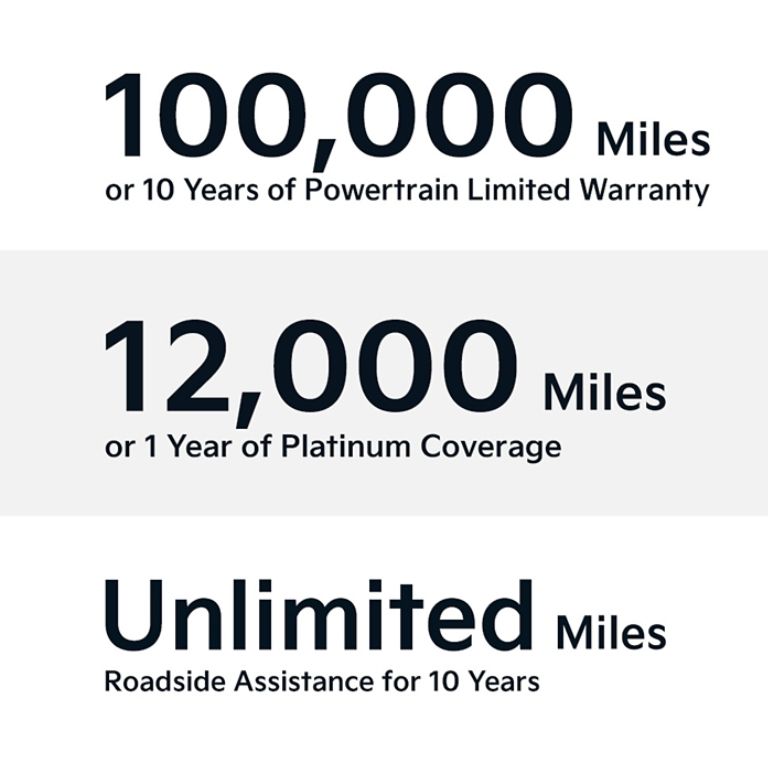 100,000 Miles
or 10 Years of Powertrain Limited Warranty
12,000 Miles
or 1 Year of Platinum Coverage
Unlimited Miles
Roadside Assistance for 10 Years